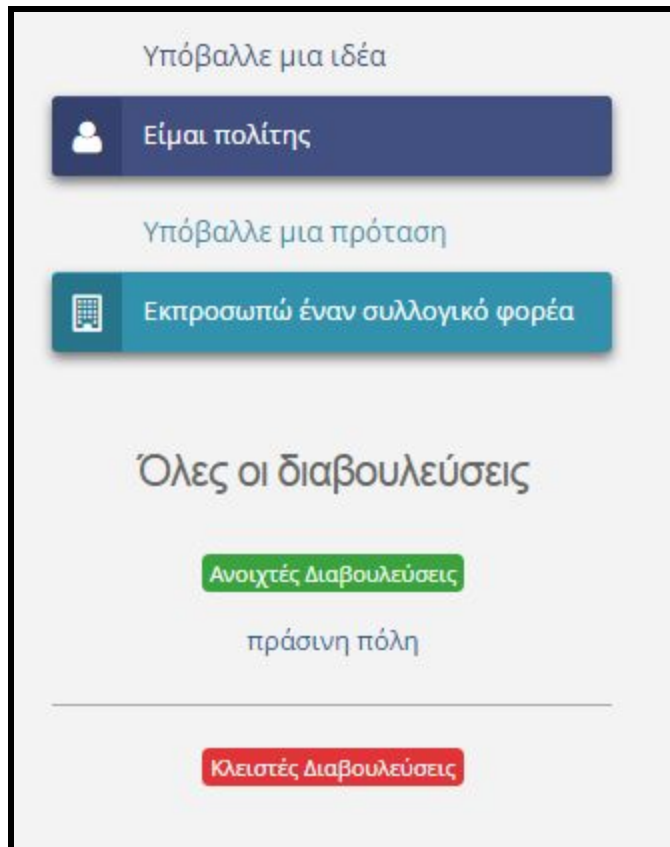 Υπόβαλλε μια ιδέα
Είμαι πολίτης
Υπόβαλλε μια πρόταση
Εκπροσωπώ έναν συλλογικό φορέα
Όλες οι διαβουλεύσεις
Ανοιχτές Διαβουλεύσεις
πράσινη πόλη
Κλειστές Διαβουλεύσεις